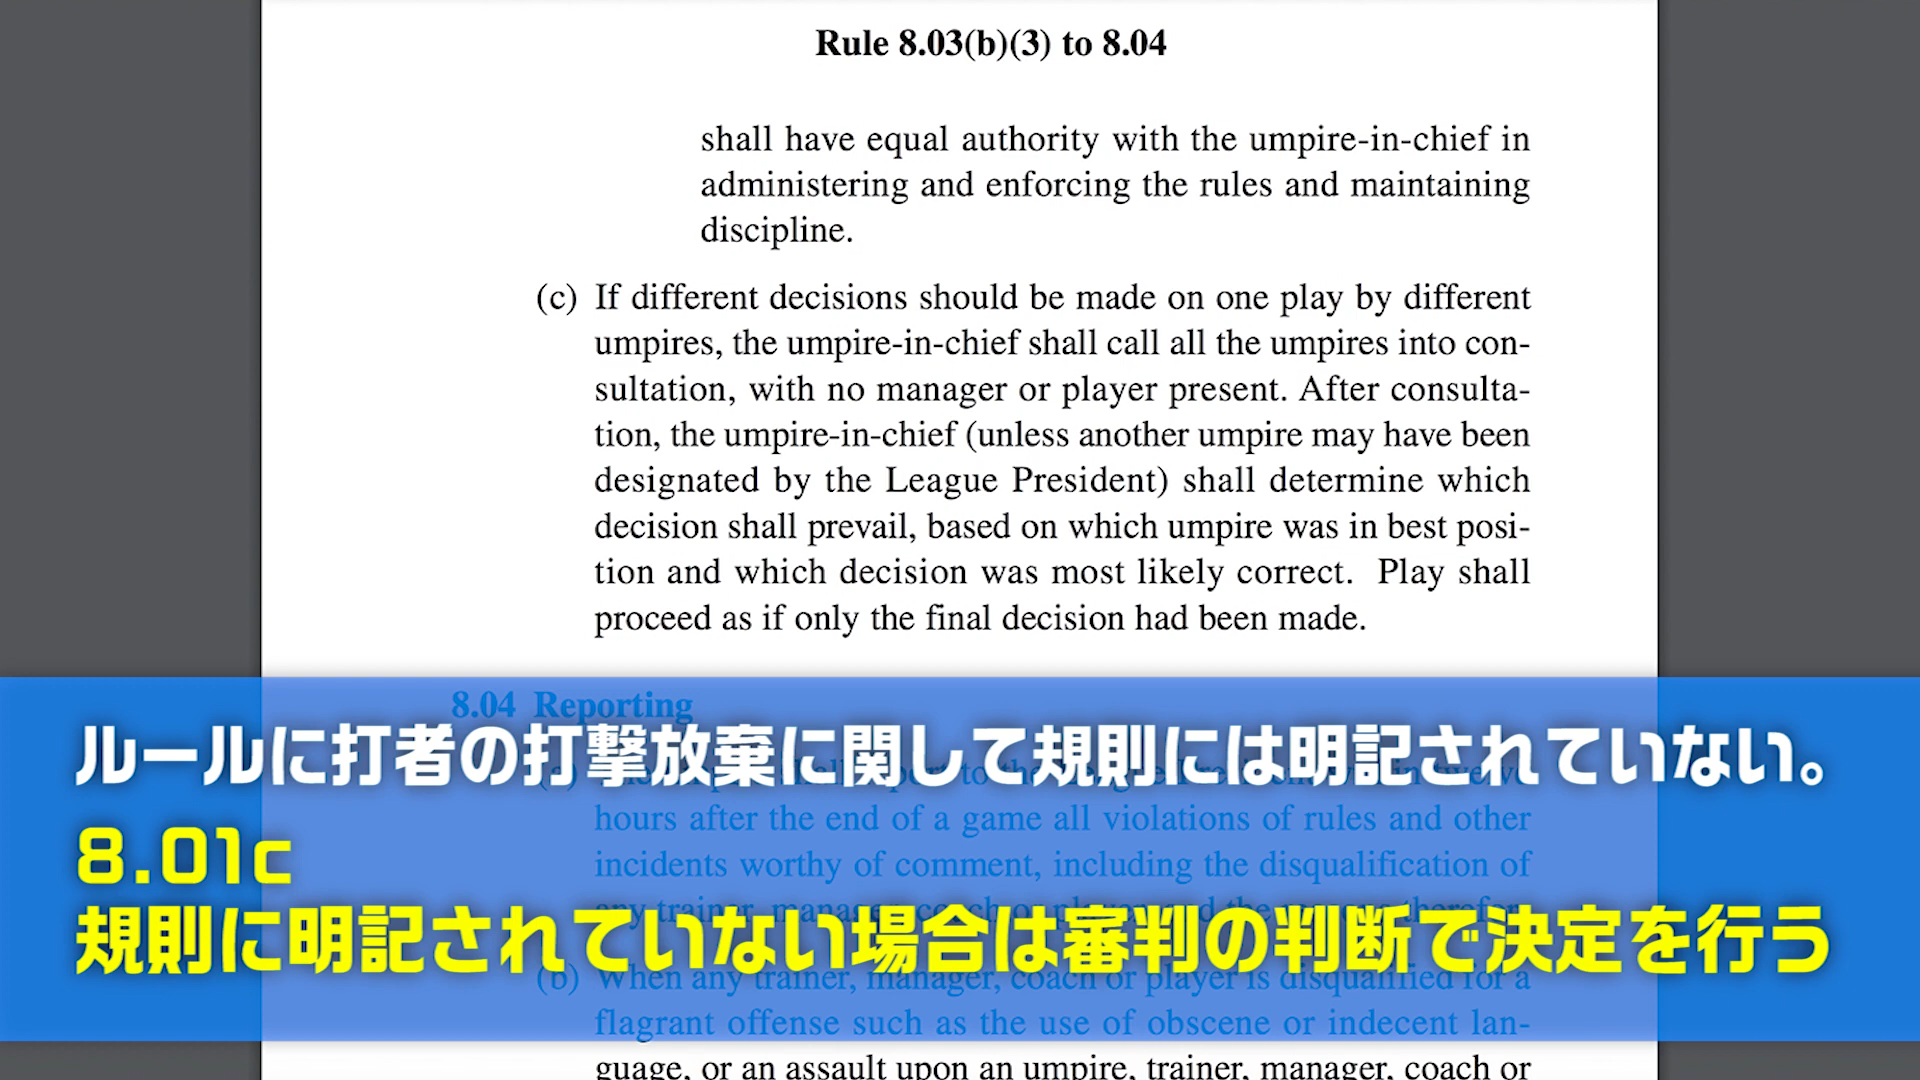 Rule 8.03(b)(3) to 8.04
shall have equal authority with the umpire-in-chief in
administering and enforcing the rules and maintaining
discipline.
(c) If different decisions should be made on one play by different
umpires, the umpire-in-chief shall call all the umpires into con-
sultation, with no manager or player present. After consulta-
tion, the umpire-in-chief (unless another umpire may have been
designated by the League President) shall determine which
decision shall prevail, based on which umpire was in best posi-
tion and which decision was most likely correct. Play shall
proceed as if only the final decision had been made.
8.04 Reporting
ルールに打者の打撃放棄に関して規則には明記されていない。
hours after the end of a game all violations of rules and other
8.01c
incidents worthy of comment, including the disqualification of
規則に明記されていない場合は審判の判断で決定を行う
(b) When any trainer, manager, coach or player is disqualified for a
flagrant offense such as the use of obscene or indecent lan-
guage, or an assault upon an umpire, trainer, manager, coach or